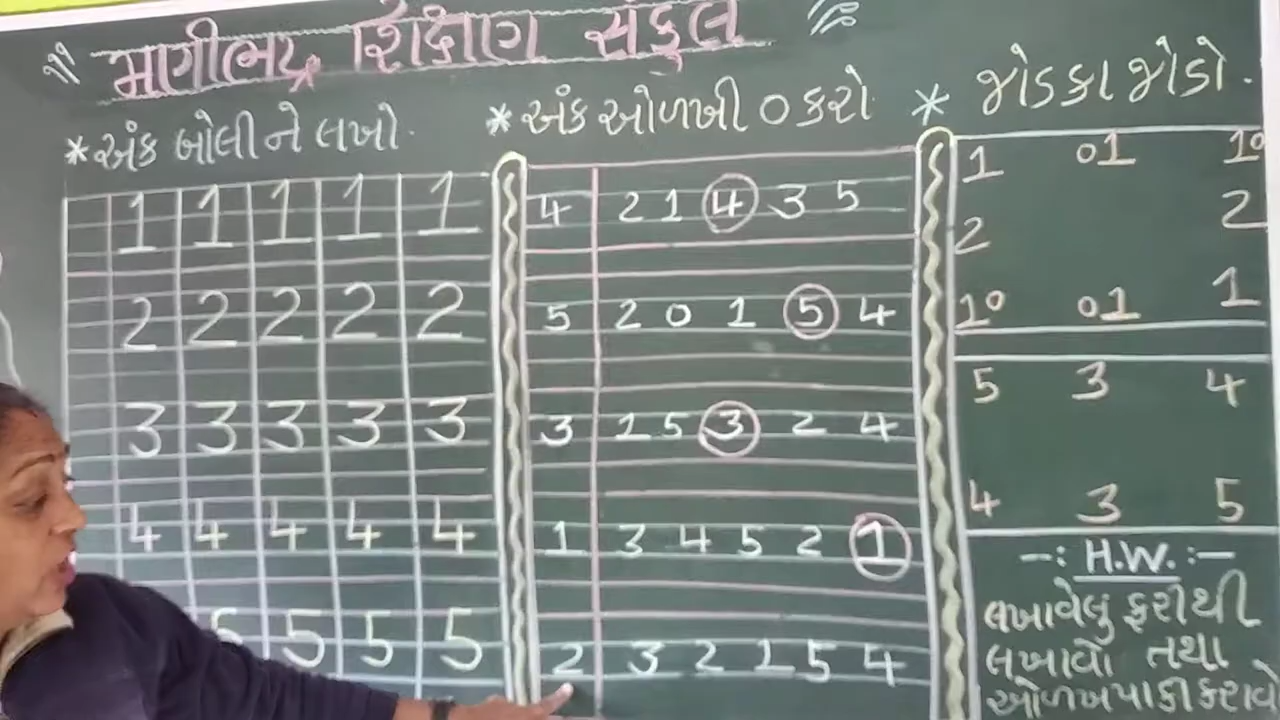 માણીભદ્ર શિક્ષણ સંકુલ
* અંક બોલીને લખો.
1 1 1 1 1
2 2 2 2 2
3 3 3 3 3
4 4 4 4 4
5 5 5 5
* અંક ઓળખી ૦ કરો
4 2 1 4 3 5
5 2 0 1 5 4
3 1 5 3 2 4
1 3 4 5 2 1
2 3 2 1 5 4
* જોડકા જોડો.
1 01 10
2 2
10 01 1
5 3 4
4 3 5
-: H.W. :-
લખાવેલું ફરીથી
લખાવો તથા
ઓળખપાકી કરાવો